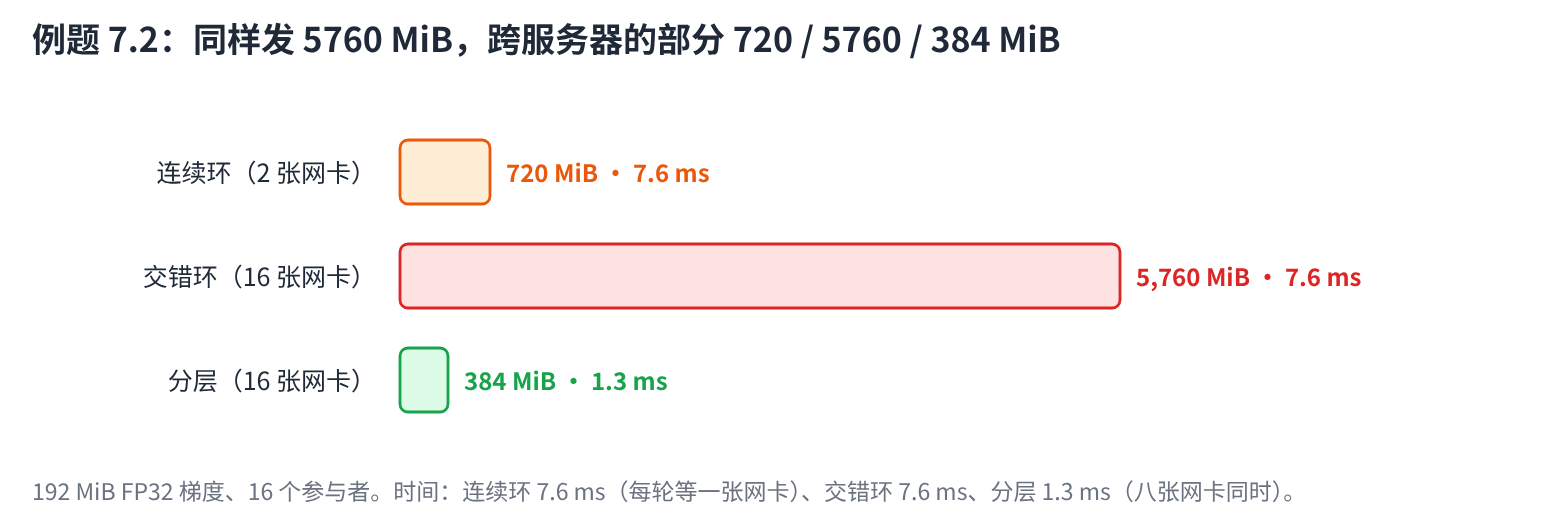 例题 7.2：同样发 5760 MiB，跨服务器的部分 720 / 5760 / 384 MiB
连续环（2 张网卡） 720 MiB · 7.6 ms
交错环（16 张网卡） 5,760 MiB · 7.6 ms
分层（16 张网卡） 384 MiB · 1.3 ms
192 MiB FP32 梯度、16 个参与者。时间：连续环 7.6 ms（每轮等一张网卡）、交错环 7.6 ms、分层 1.3 ms（八张网卡同时）。